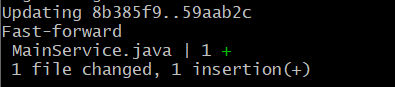 Updating 8b385f9..59aab2c
Fast-forward
 MainService.java | 1 +
 1 file changed, 1 insertion(+)